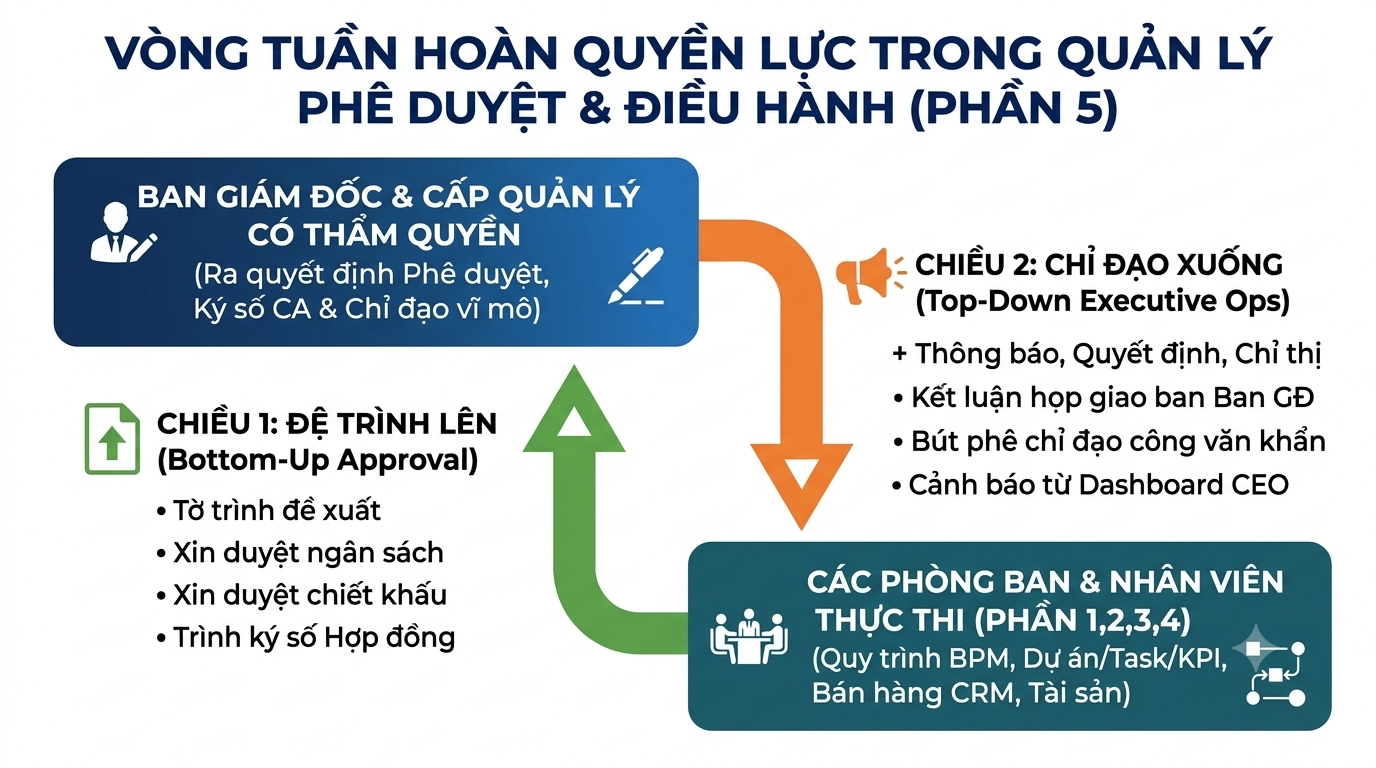 VÒNG TUẦN HOÀN QUYỀN LỰC TRONG QUẢN LÝ
PHÊ DUYỆT & ĐIỀU HÀNH (PHẦN 5)
BAN GIÁM ĐỐC & CẤP QUẢN LÝ
CÓ THẨM QUYỀN
(Ra quyết định Phê duyệt,
Ký số CA & Chỉ đạo vĩ mô)
CHIỀU 2: CHỈ ĐẠO XUỐNG
(Top-Down Executive Ops)
+ Thông báo, Quyết định, Chỉ thị
• Kết luận họp giao ban Ban GĐ
• Bút phê chỉ đạo công văn khẩn
• Cảnh báo từ Dashboard CEO
CHIỀU 1: ĐỆ TRÌNH LÊN
(Bottom-Up Approval)
• Tờ trình đề xuất
• Xin duyệt ngân sách
• Xin duyệt chiết khấu
• Trình ký số Hợp đồng
CÁC PHÒNG BAN & NHÂN VIÊN
THỰC THI (PHẦN 1,2,3,4)
(Quy trình BPM, Dự án/Task/KPI,
Bán hàng CRM, Tài sản)